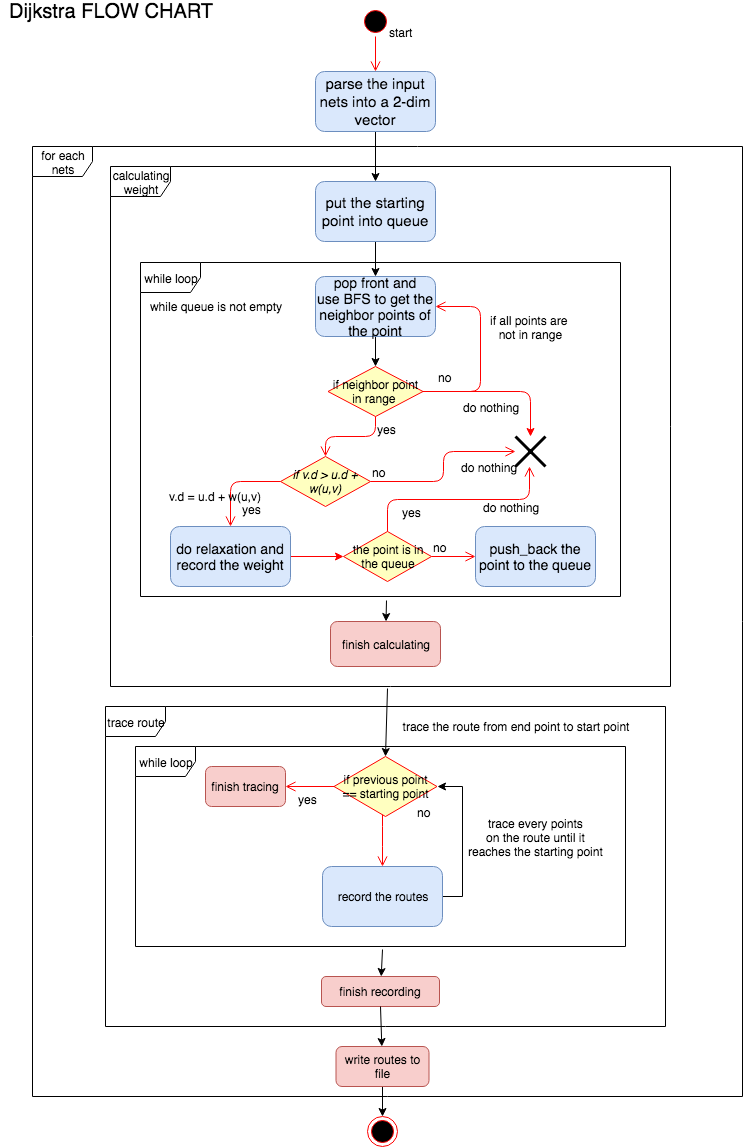 Dijkstra FLOW CHART
start
parse the input
nets into a 2-dim
vector
for each
nets
calculating
weight
put the starting
point into queue
while loop
while queue is not empty
pop front and
use BFS to get the
neighbor points of
the point
if all points are
not in range
if neighbor point
in range
no
do nothing
yes
if v.d > u.d +
w(u,v)
no
do nothing
v.d = u.d + w(u,v)
yes
do nothing
yes
do relaxation and
record the weight
the point is in
the queue
no
push_back the
point to the queue
finish calculating
trace route
trace the route from end point to start point
while loop
if previous point
== starting point
finish tracing
yes
no
trace every points
on the route until it
reaches the starting point
record the routes
finish recording
write routes to
file